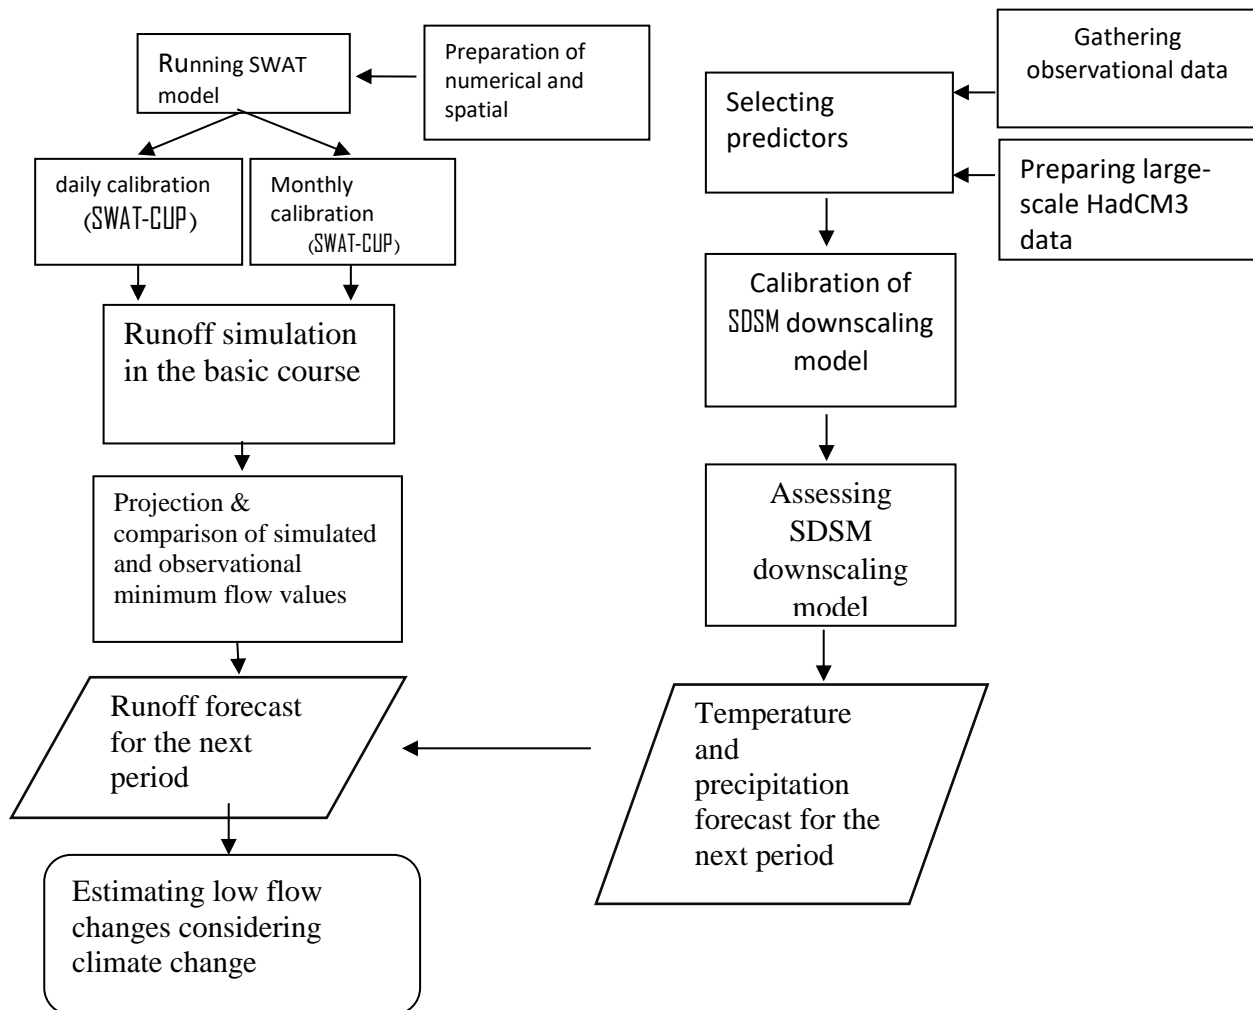 Running SWAT
model
Preparation of
numerical and
spatial
daily calibration
(SWAT-CUP)
Monthly
calibration
(SWAT-CUP)
Runoff simulation
in the basic course
Projection &
comparison of simulated
and observational
minimum flow values
Runoff forecast
for the next
period
Estimating low flow
changes considering
climate change
Gathering
observational data
Selecting
predictors
Preparing large-
scale HadCM3
data
Calibration of
SDSM downscaling
model
Assessing
SDSM
downscaling
model
Temperature
and
precipitation
forecast for the
next period